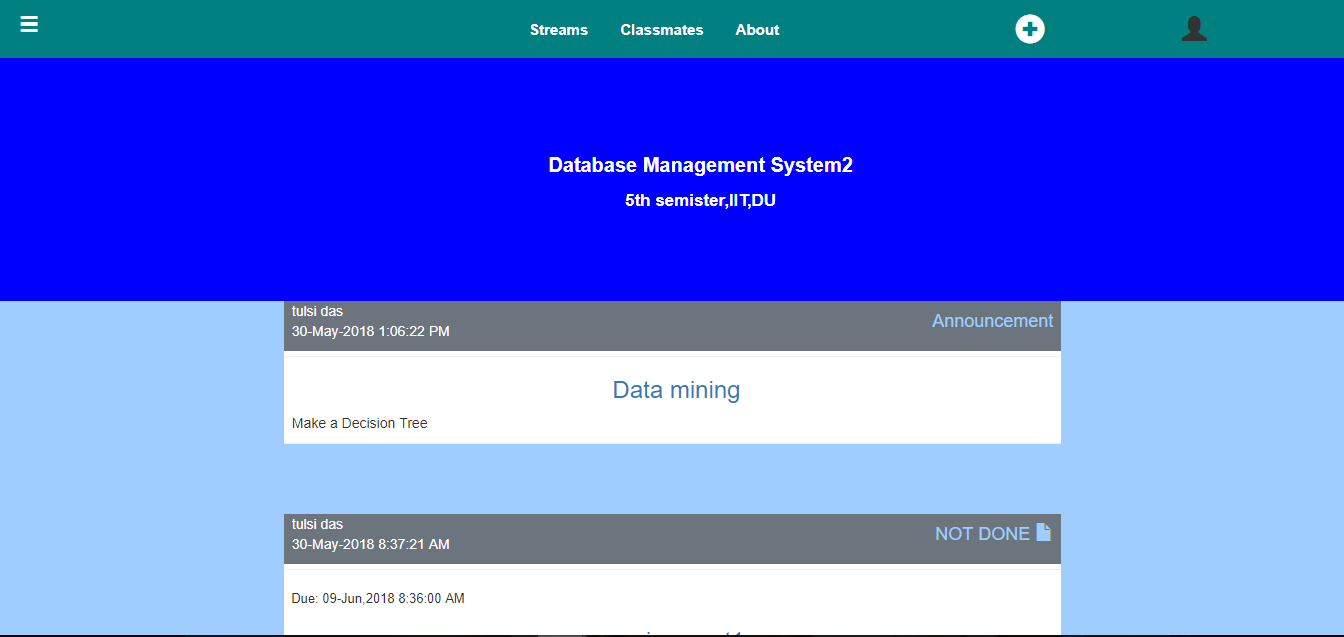 Streams Classmates About
Database Management System2
5th semister,IIT,DU
tulsi das
30-May-2018 1:06:22 PM
Announcement
Data mining
Make a Decision Tree
tulsi das
30-May-2018 8:37:21 AM
NOT DONE
Due: 09-Jun,2018 8:36:00 AM